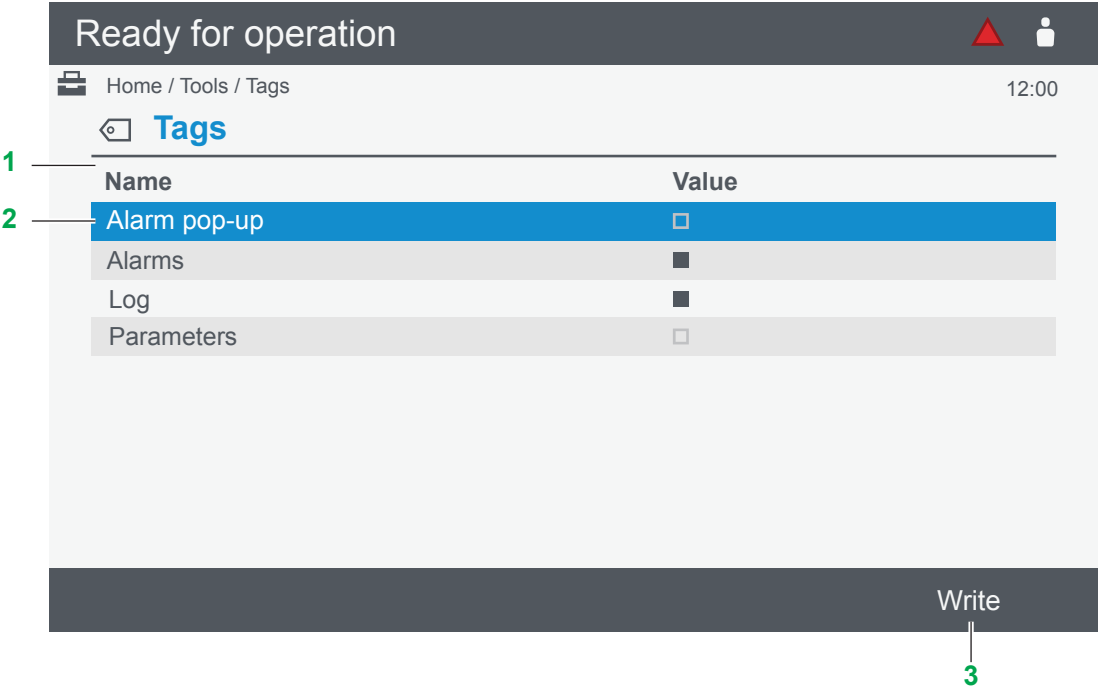 Ready for operation
Home / Tools / Tags
12:00
Tags
1
Name Value
2
Alarm pop-up
Alarms
Log
Parameters
Write
3